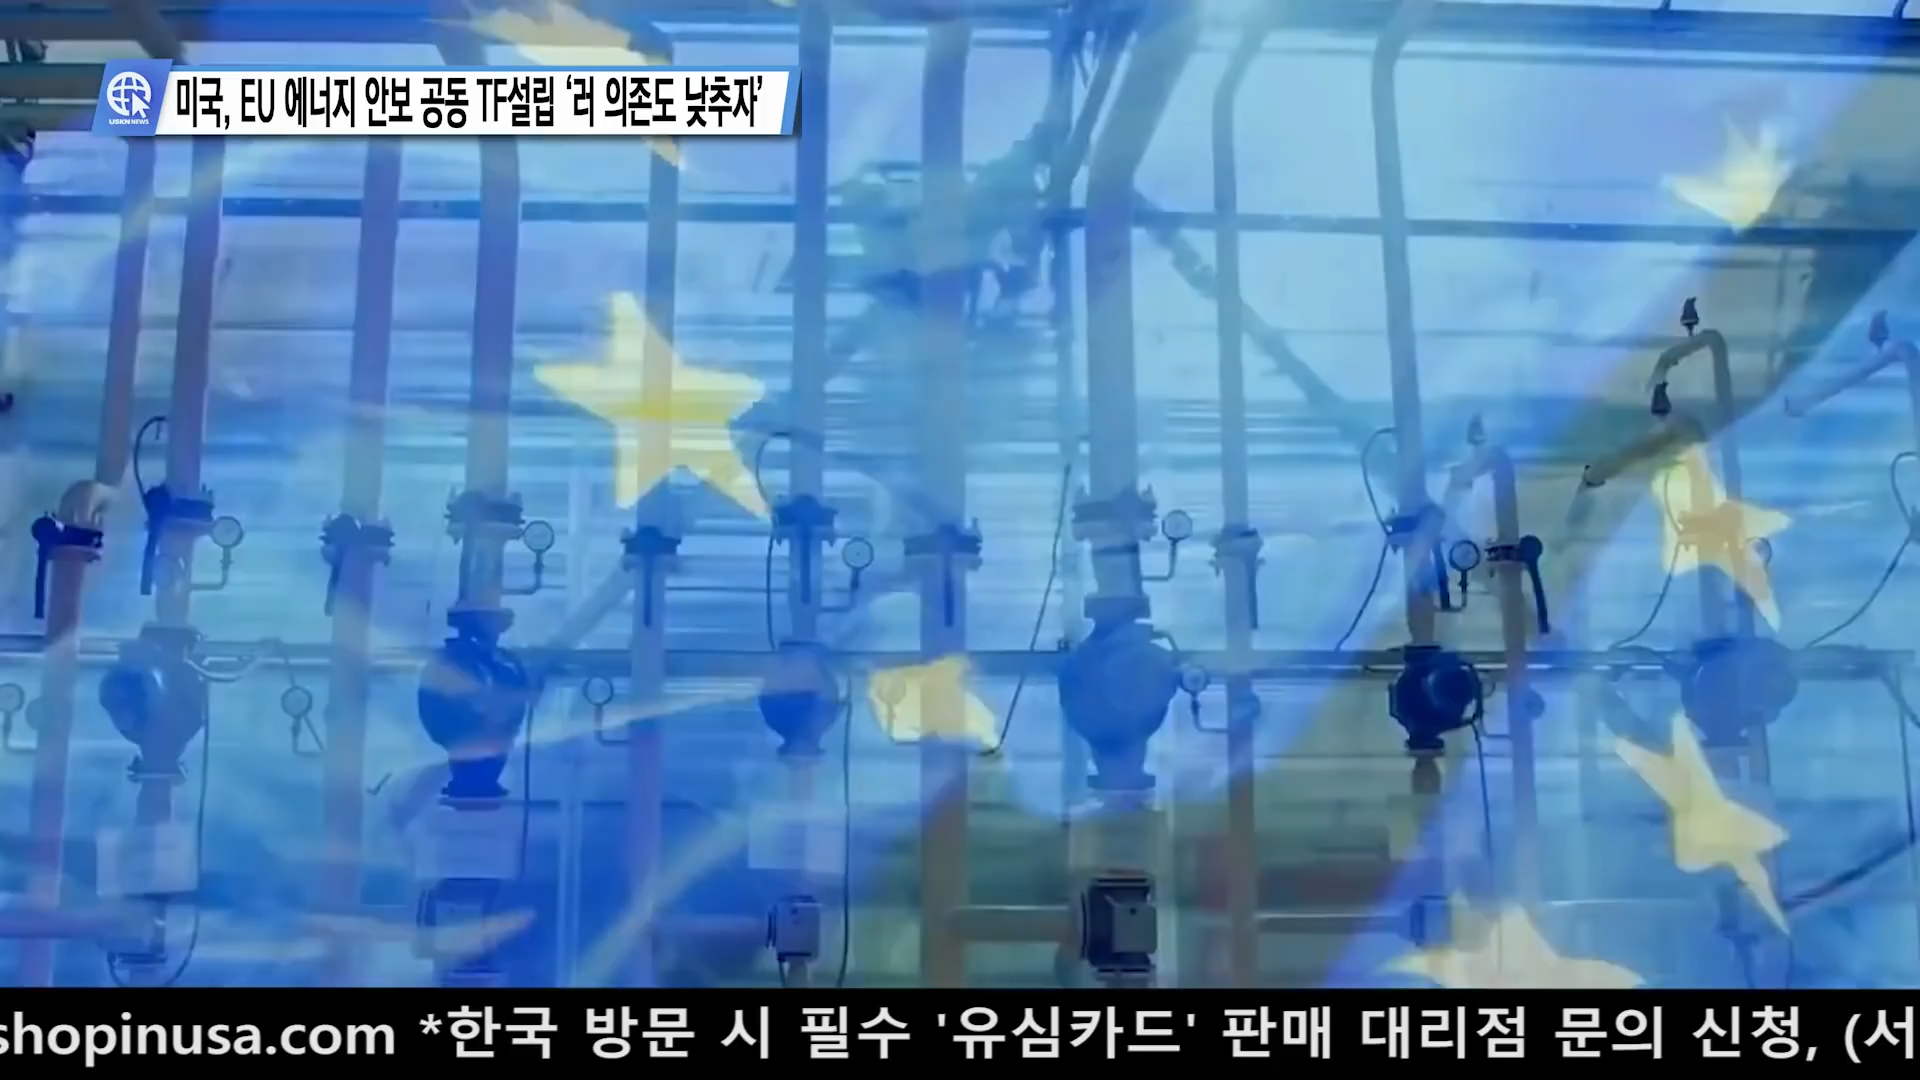 미국, EU 에너지 안보 공동 TF설립 ‘러 의존도 낮추자’
USKN NEWS
shopinusa.com *한국 방문 시 필수 '유심카드' 판매 대리점 문의 신청, (서